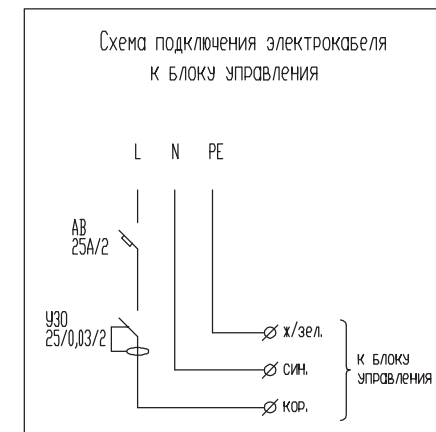 Схема подключения электрокабеля
к блоку управления
L N PE
АВ
25А/2
УЗО
25/0,03/2
ж/зел.
син.
кор.
к блоку
управления